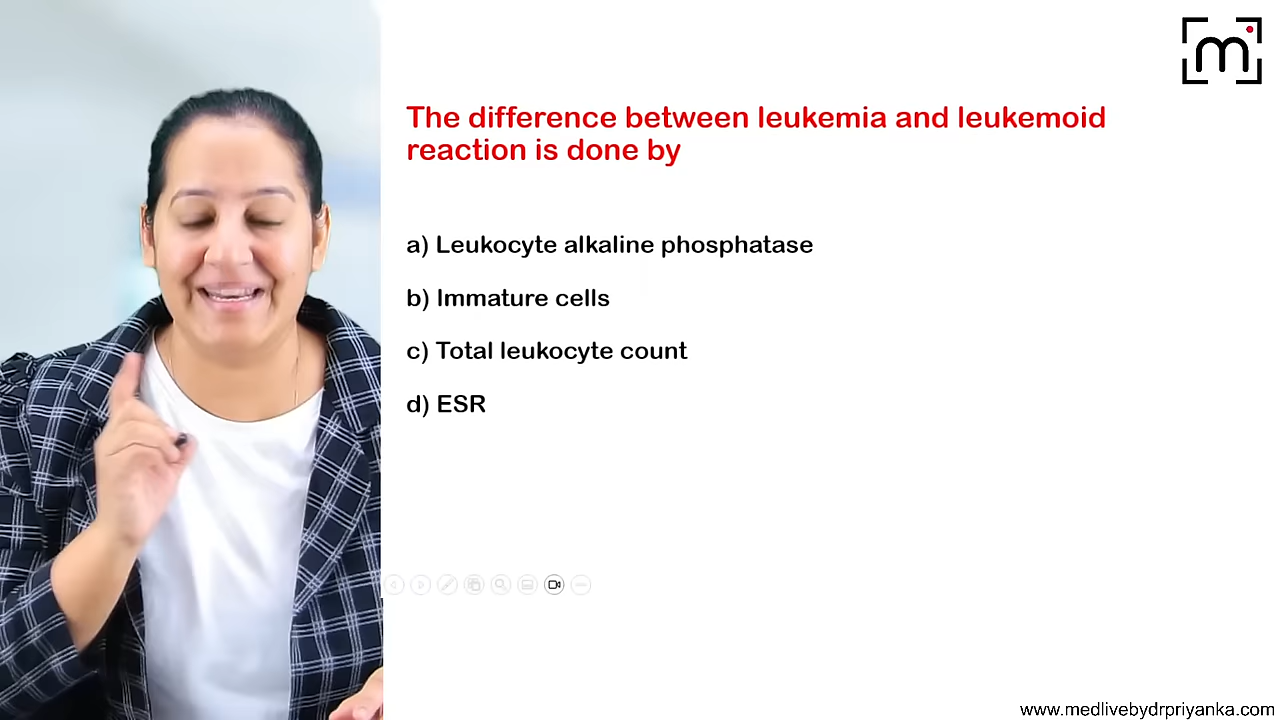 m
The difference between leukemia and leukemoid
reaction is done by
a) Leukocyte alkaline phosphatase
b) Immature cells
c) Total leukocyte count
d) ESR
www.medlivebydrpriyanka.com